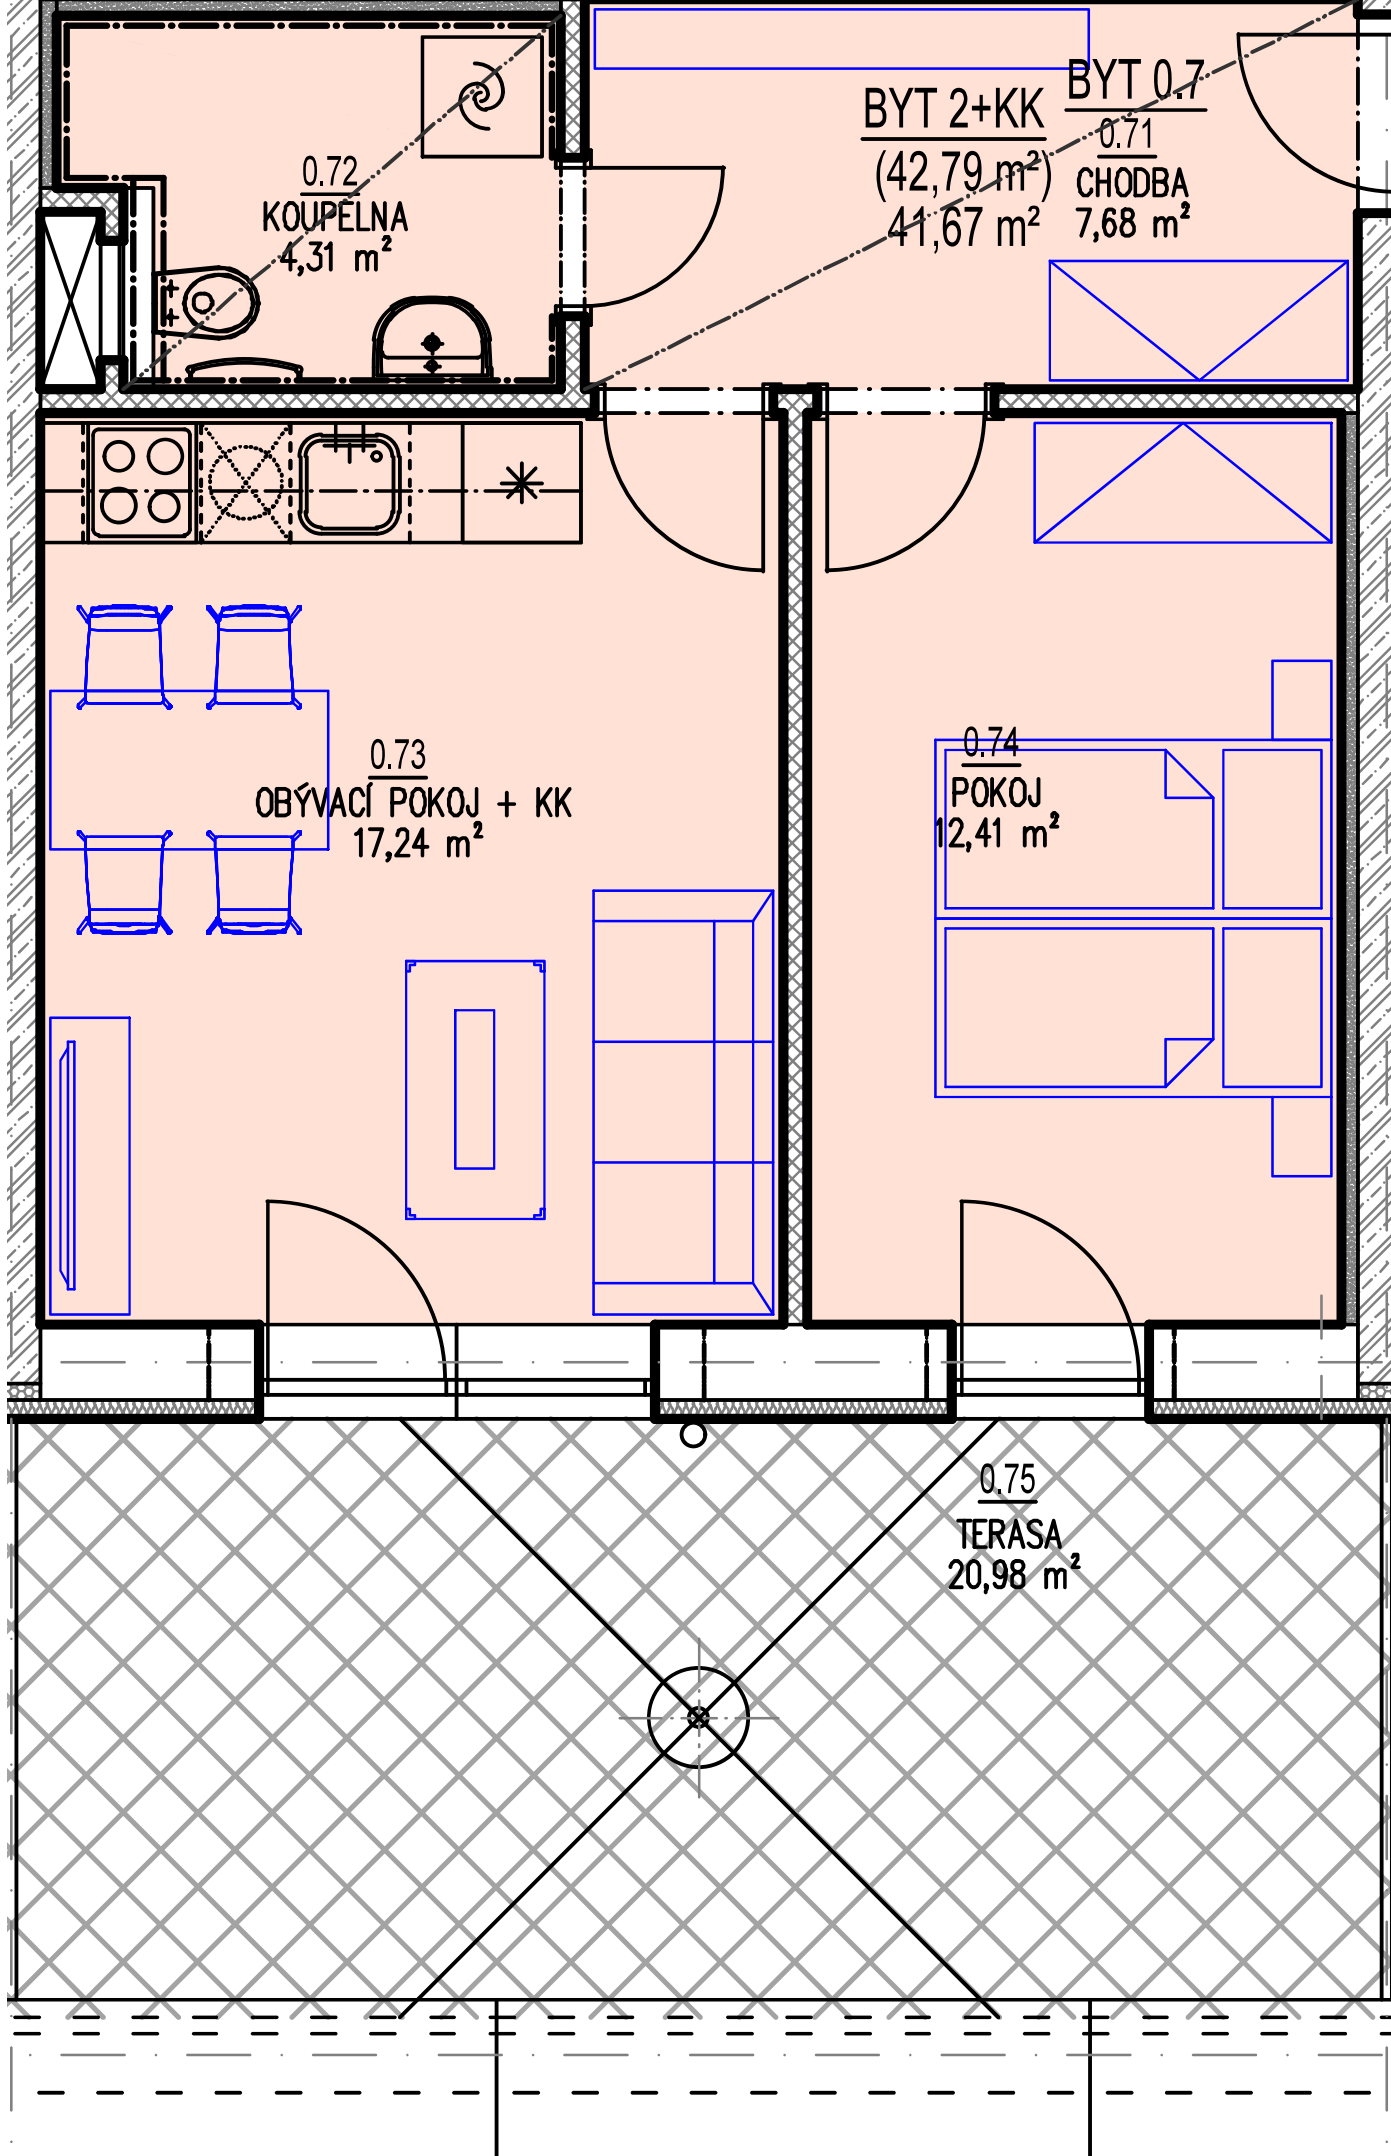 BYT 2+KK
(42,79 m²)
41,67 m²
BYT 0.7
0.71
CHODBA
7,68 m²
0.72
KOUPELNA
4,31 m²
0.73
OBÝVACÍ POKOJ + KK
17,24 m²
0.74
POKOJ
12,41 m²
0.75
TERASA
20,98 m²